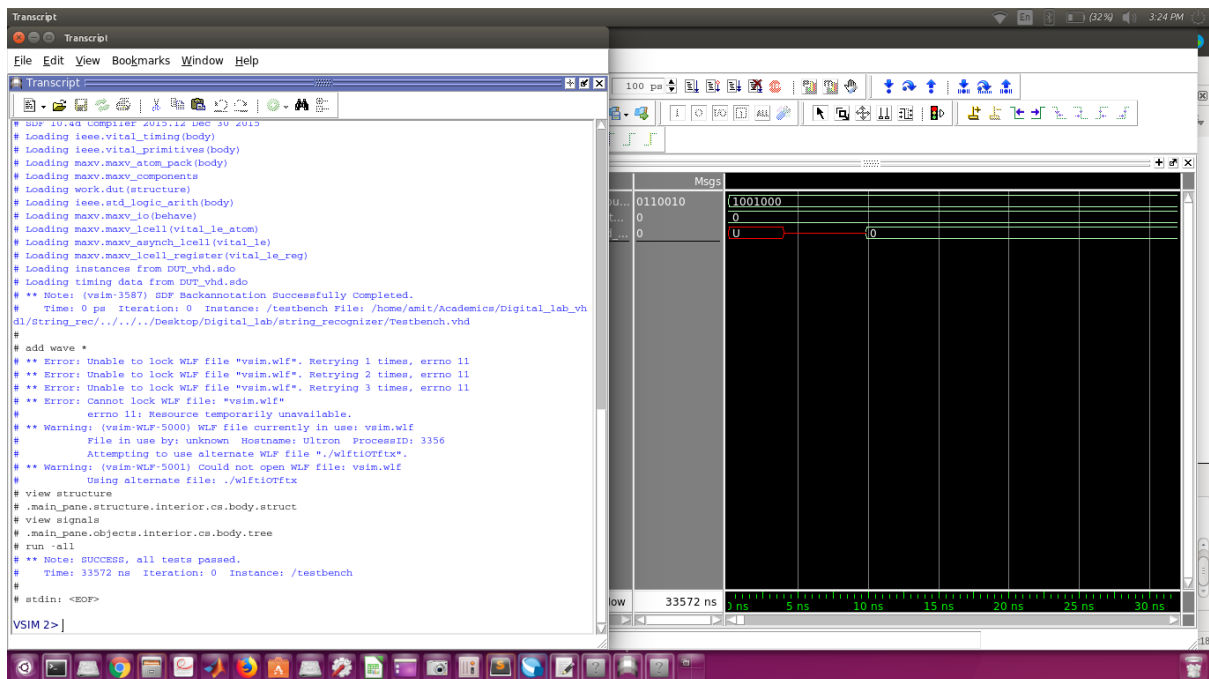 Transcript
En
(32%)
3:24 PM
Transcript
File Edit View Bookmarks Window Help
Transcript
# SDF 10.4d Compiler 2015.12 Dec 30 2015
# Loading ieee.vital_timing(body)
# Loading ieee.vital_primitives(body)
# Loading maxv.maxv_atom_pack(body)
# Loading maxv.maxv_components
# Loading work.dut(structure)
# Loading ieee.std_logic_arith(body)
# Loading maxv.maxv_io(behave)
# Loading maxv.maxv_lcell(vital_le_atom)
# Loading maxv.maxv_asynch_lcell(vital_le)
# Loading maxv.maxv_lcell_register(vital_le_reg)
# Loading instances from DUT_vhd.sdo
# Loading timing data from DUT_vhd.sdo
# ** Note: (vsim-3587) SDF Backannotation Successfully Completed.
#    Time: 0 ps  Iteration: 0  Instance: /testbench File: /home/amit/Academics/Digital_lab_vh
dl/String_rec/../../../Desktop/Digital_lab/string_recognizer/Testbench.vhd
#
# add wave *
# ** Error: Unable to lock WLF file "vsim.wlf". Retrying 1 times, errno 11
# ** Error: Unable to lock WLF file "vsim.wlf". Retrying 2 times, errno 11
# ** Error: Unable to lock WLF file "vsim.wlf". Retrying 3 times, errno 11
# ** Error: Cannot lock WLF file: "vsim.wlf"
#          errno 11: Resource temporarily unavailable.
# ** Warning: (vsim-WLF-5000) WLF file currently in use: vsim.wlf
#          File in use by: unknown  Hostname: Ultron  ProcessID: 3356
#          Attempting to use alternate WLF file "./wlftiOTftx".
# ** Warning: (vsim-WLF-5001) Could not open WLF file: vsim.wlf
#          Using alternate file: ./wlftiOTftx
# view structure
# .main_pane.structure.interior.cs.body.struct
# view signals
# .main_pane.objects.interior.cs.body.tree
# run -all
# ** Note: SUCCESS, all tests passed.
#    Time: 33572 ns  Iteration: 0  Instance: /testbench
#
# stdin: <EOF>
VSIM 2>
100 ps
Msgs
0110010 1001000
0 0
0 U 0
33572 ns
5 ns 10 ns 15 ns 20 ns 25 ns 30 ns